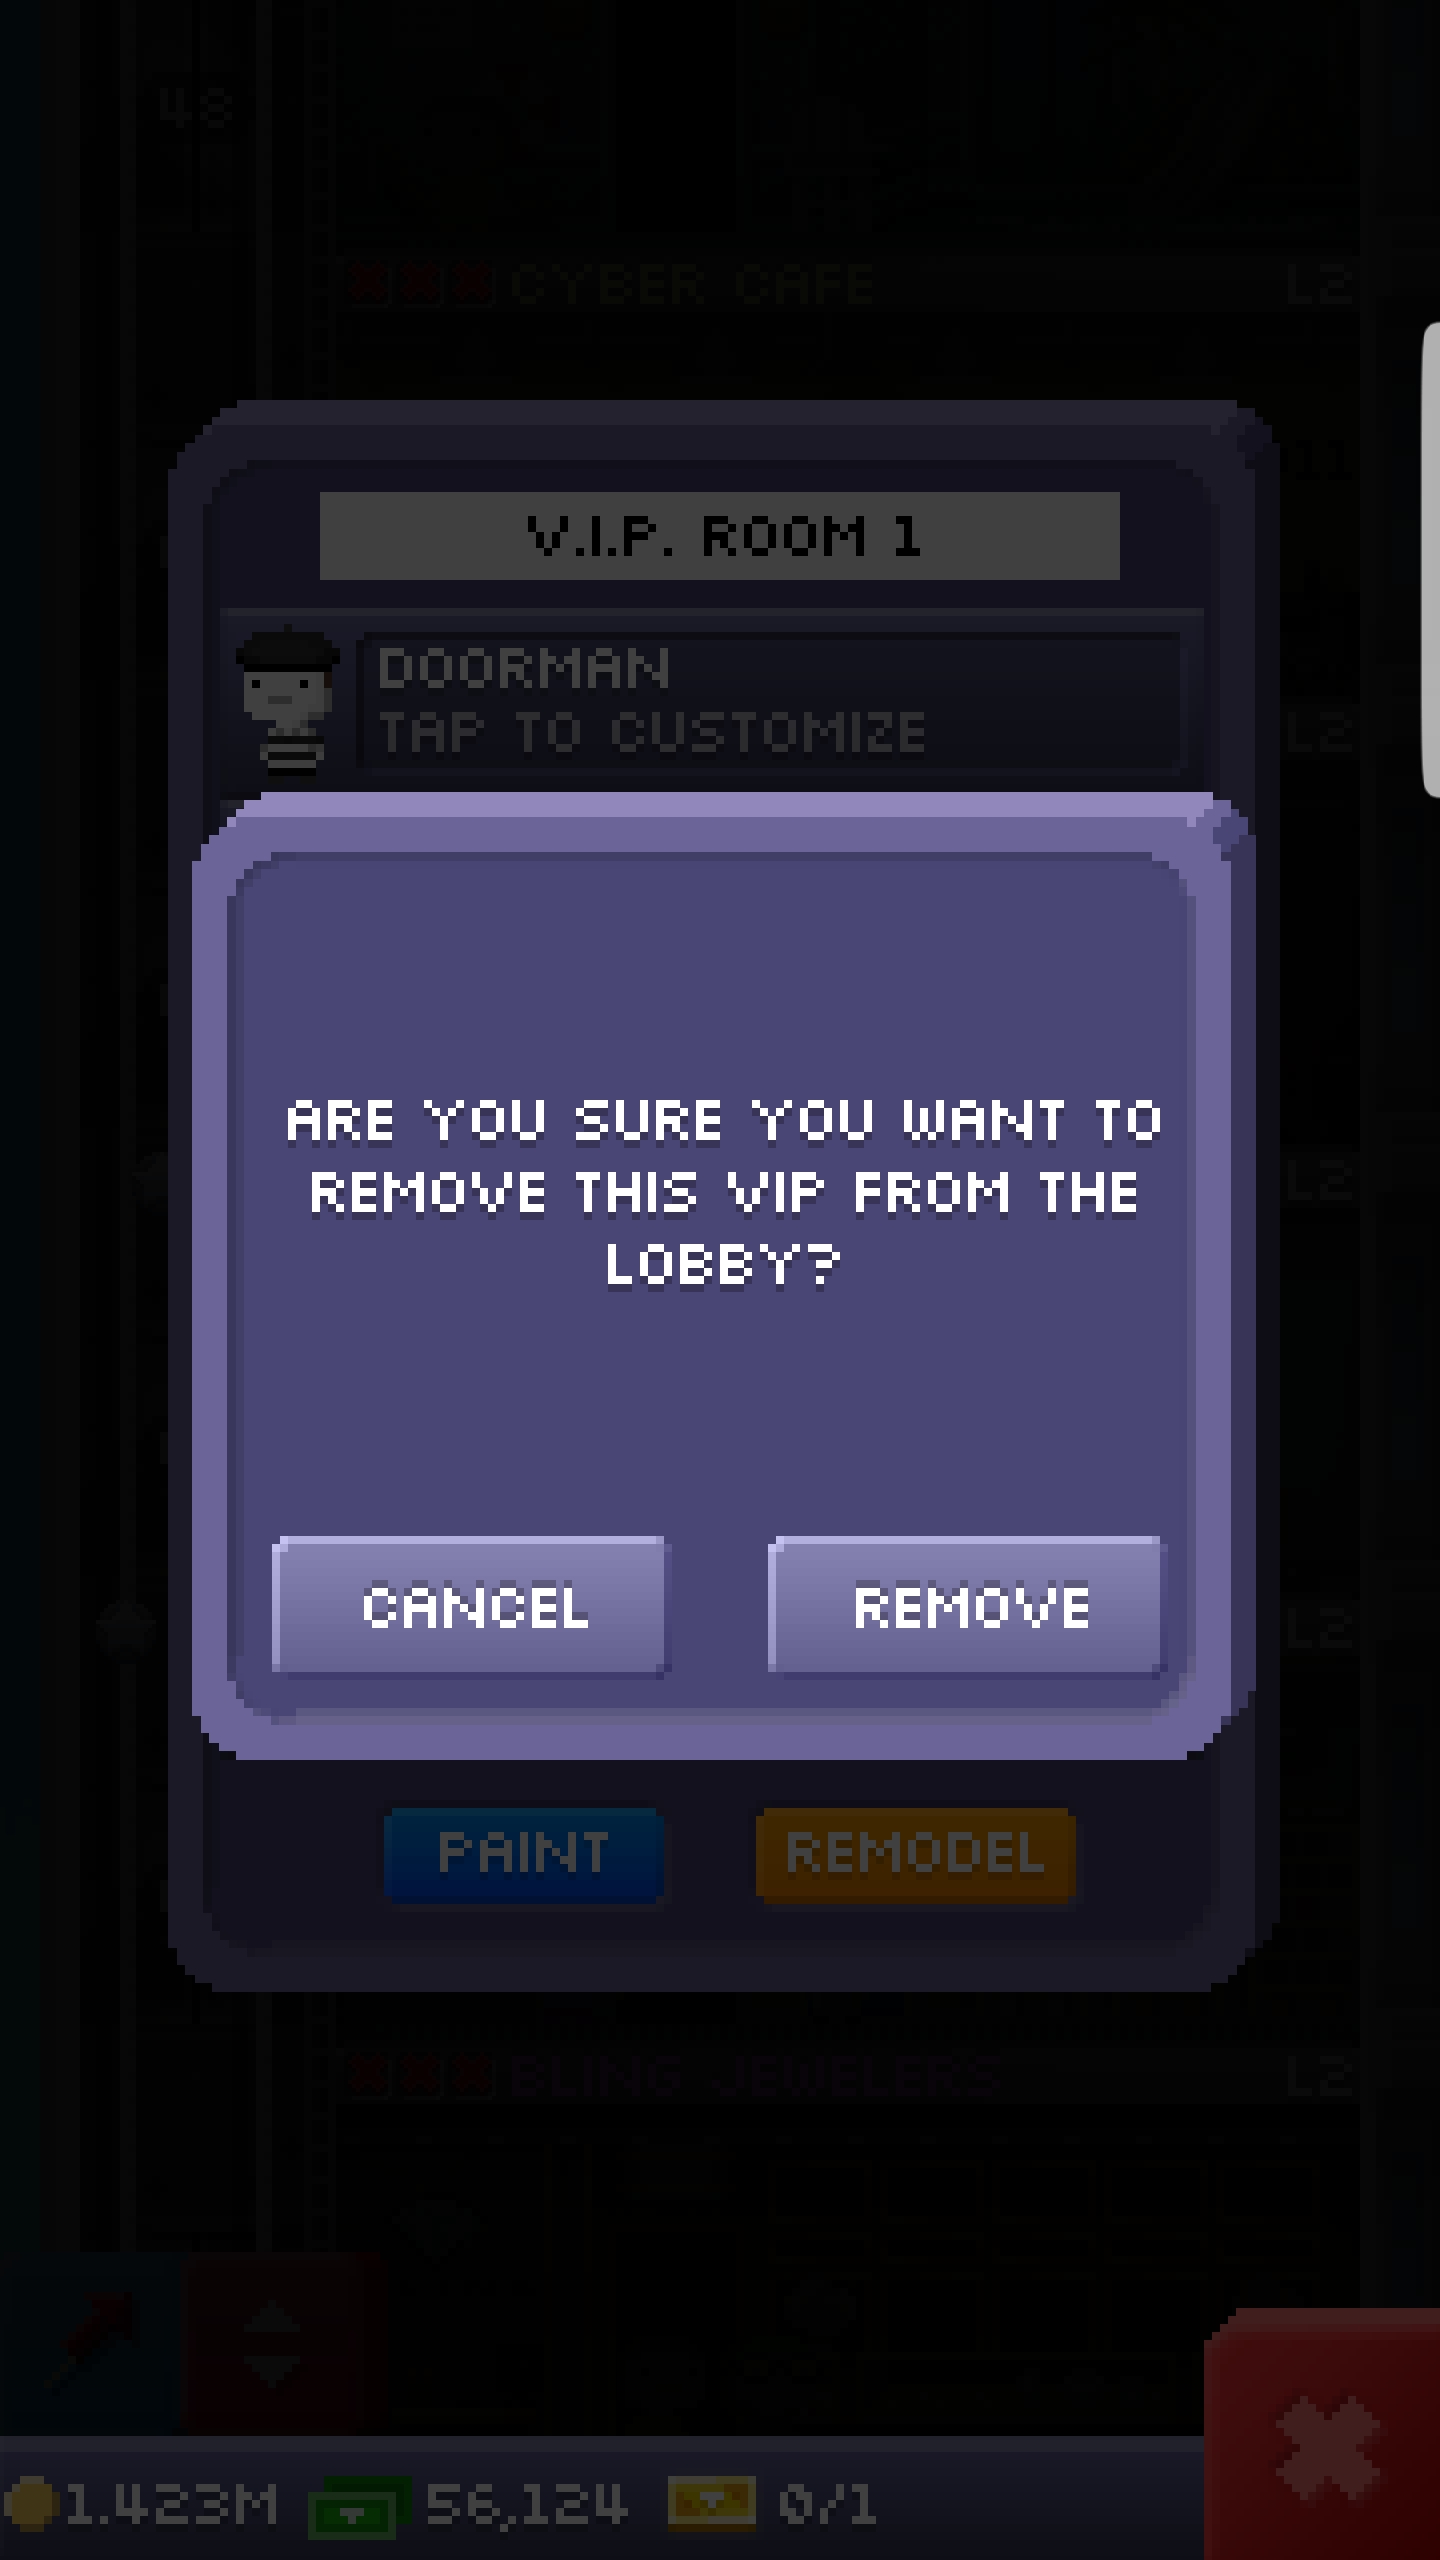 48
CYBER CAFE L2
V.I.P. ROOM 1
DOORMAN
TAP TO CUSTOMIZE
L2
ARE YOU SURE YOU WANT TO
REMOVE THIS VIP FROM THE
LOBBY?
L2
CANCEL REMOVE
L2
PAINT REMODEL
BLING JEWELERS L2
1.423M 56,124 0/1